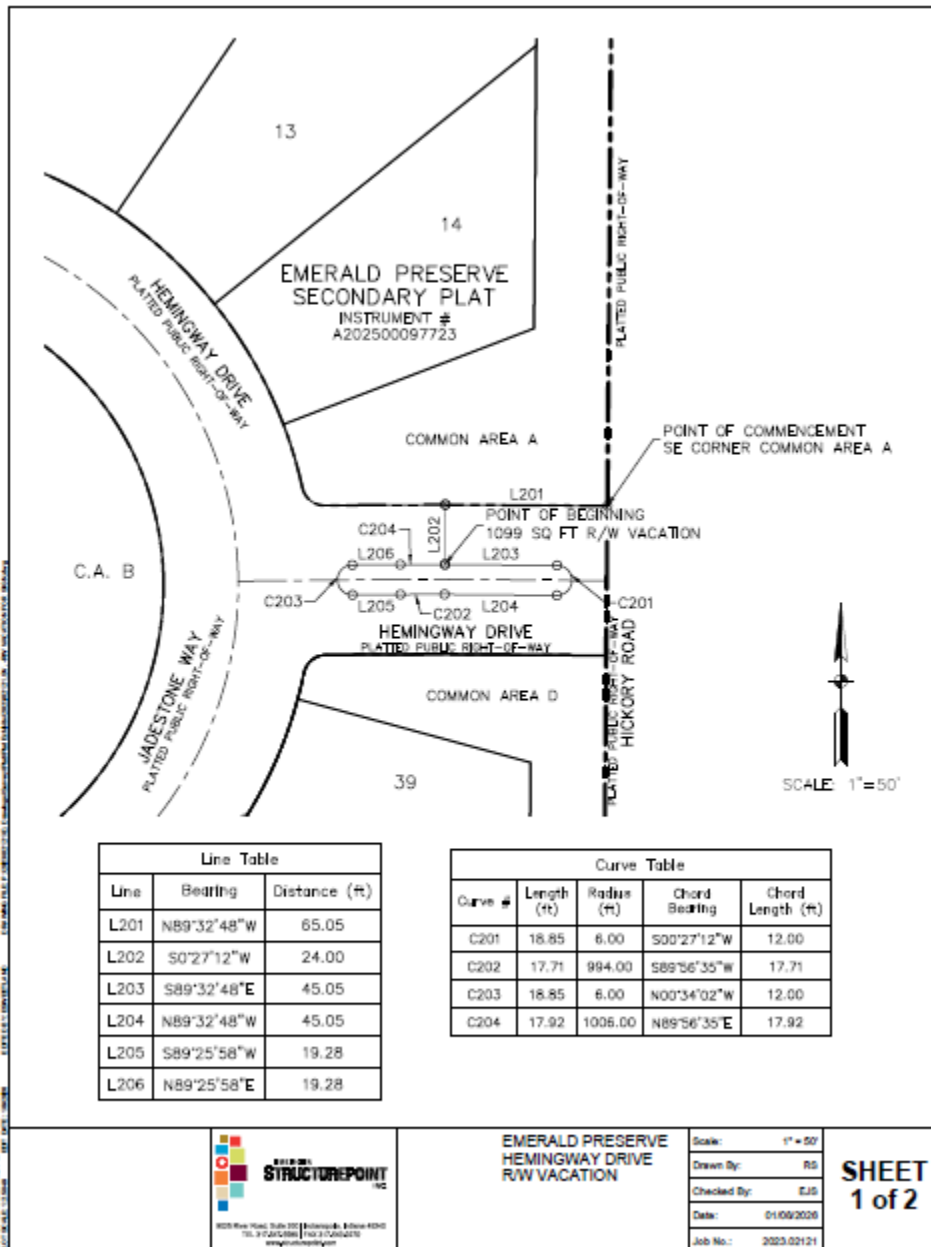 13
14
EMERALD PRESERVE
SECONDARY PLAT
INSTRUMENT #
A202500097723
HEMINGWAY DRIVE
PLATTED PUBLIC RIGHT-OF-WAY
PLATTED PUBLIC RIGHT-OF-WAY
COMMON AREA A
POINT OF COMMENCEMENT
SE CORNER COMMON AREA A
L201
L202
POINT OF BEGINNING
1099 SQ FT R/W VACATION
C204
L206
L203
C.A. B
C203
L205
C202
L204
C201
HEMINGWAY DRIVE
PLATTED PUBLIC RIGHT-OF-WAY
JADESTONE WAY
PLATTED PUBLIC RIGHT-OF-WAY
COMMON AREA D
PLATTED PUBLIC RIGHT-OF-WAY
HICKORY ROAD
39
SCALE: 1"=50'
Line Table
Line Bearing Distance (ft)
L201 N89°32'48"W 65.05
L202 S0°27'12"W 24.00
L203 S89°32'48"E 45.05
L204 N89°32'48"W 45.05
L205 S89°25'58"W 19.28
L206 N89°25'58"E 19.28
Curve Table
Curve # Length (ft) Radius (ft) Chord Bearing Chord Length (ft)
C201 18.85 6.00 S00°27'12"W 12.00
C202 17.71 994.00 S89°56'35"W 17.71
C203 18.85 6.00 N00°34'02"W 12.00
C204 17.92 1006.00 N89°56'35"E 17.92
STRUCTUREPOINT
INC
EMERALD PRESERVE
HEMINGWAY DRIVE
R/W VACATION
Scale: 1" = 50'
Drawn By: RS
Checked By: EJS
Date: 01/08/2026
Job No.: 2023.02121
SHEET
1 of 2